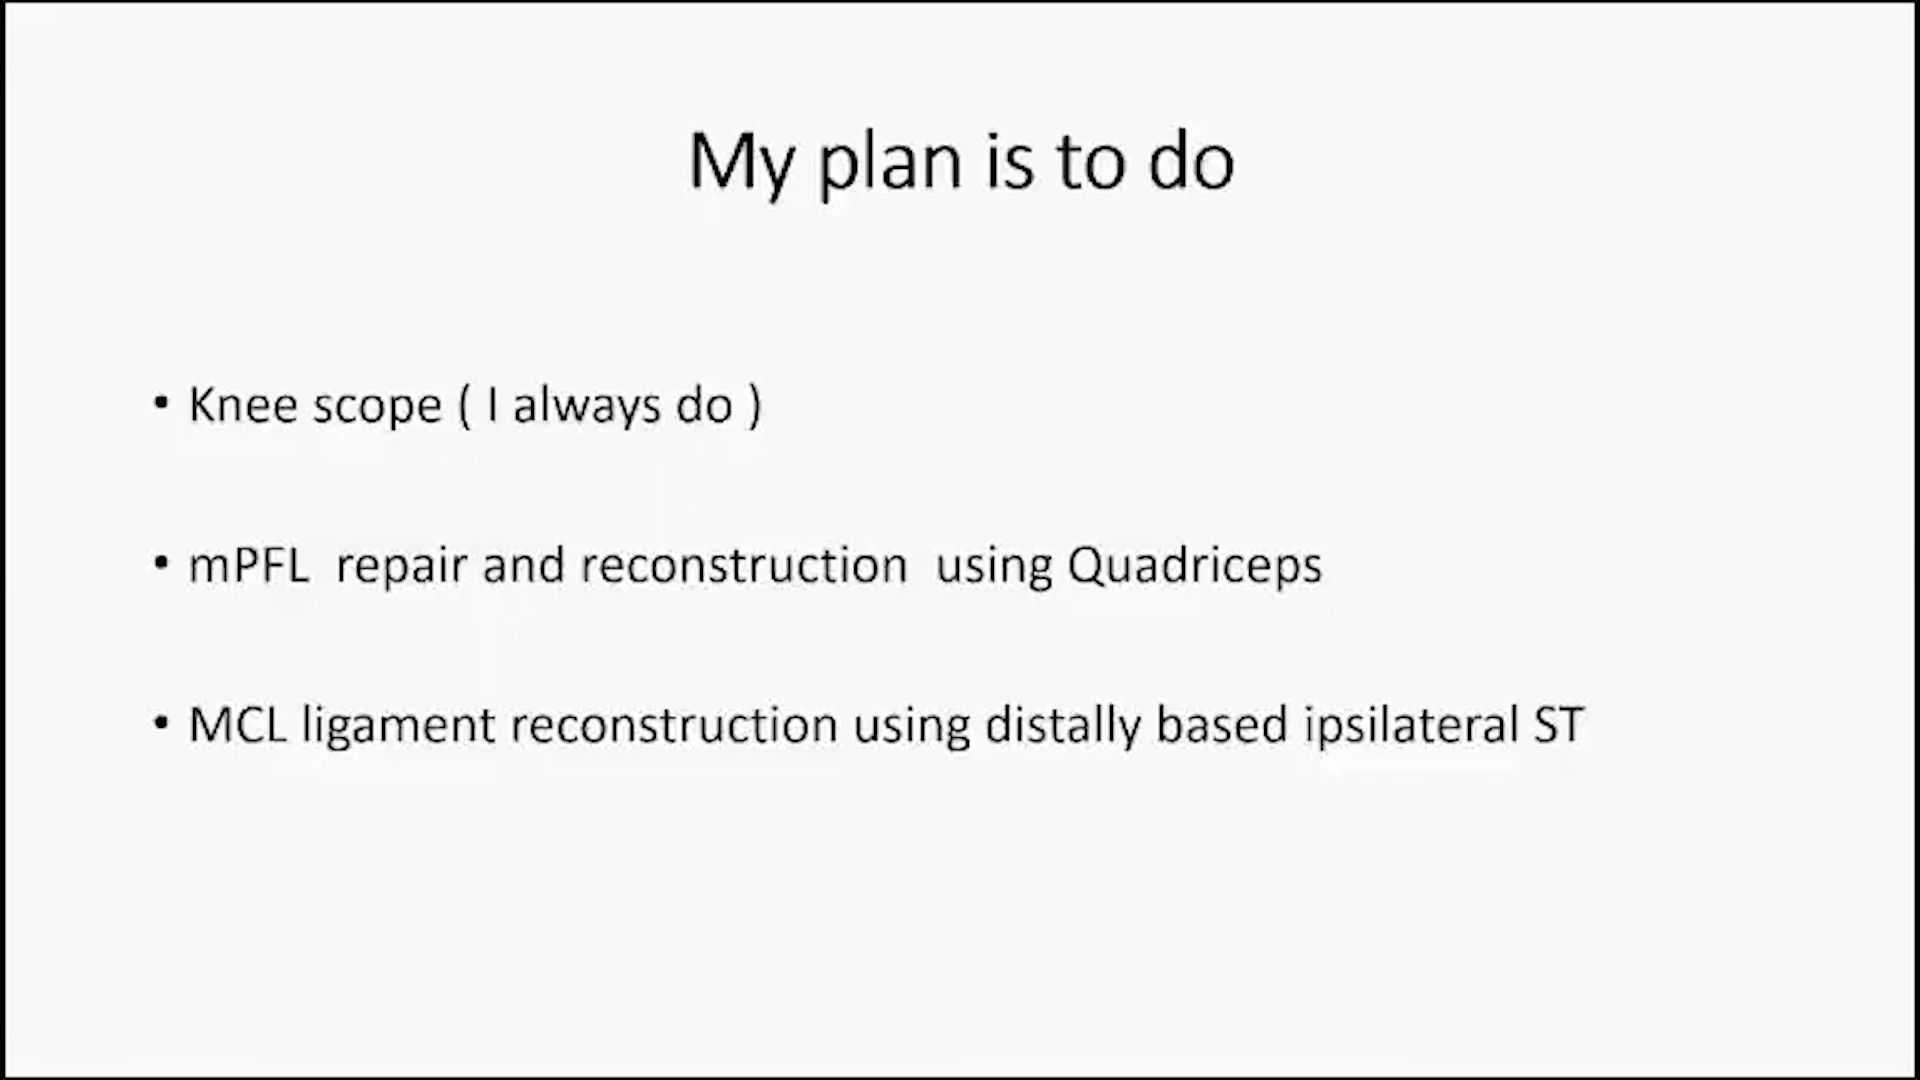 My plan is to do
• Knee scope ( I always do )
• mPFL  repair and reconstruction  using Quadriceps
• MCL ligament reconstruction using distally based ipsilateral ST